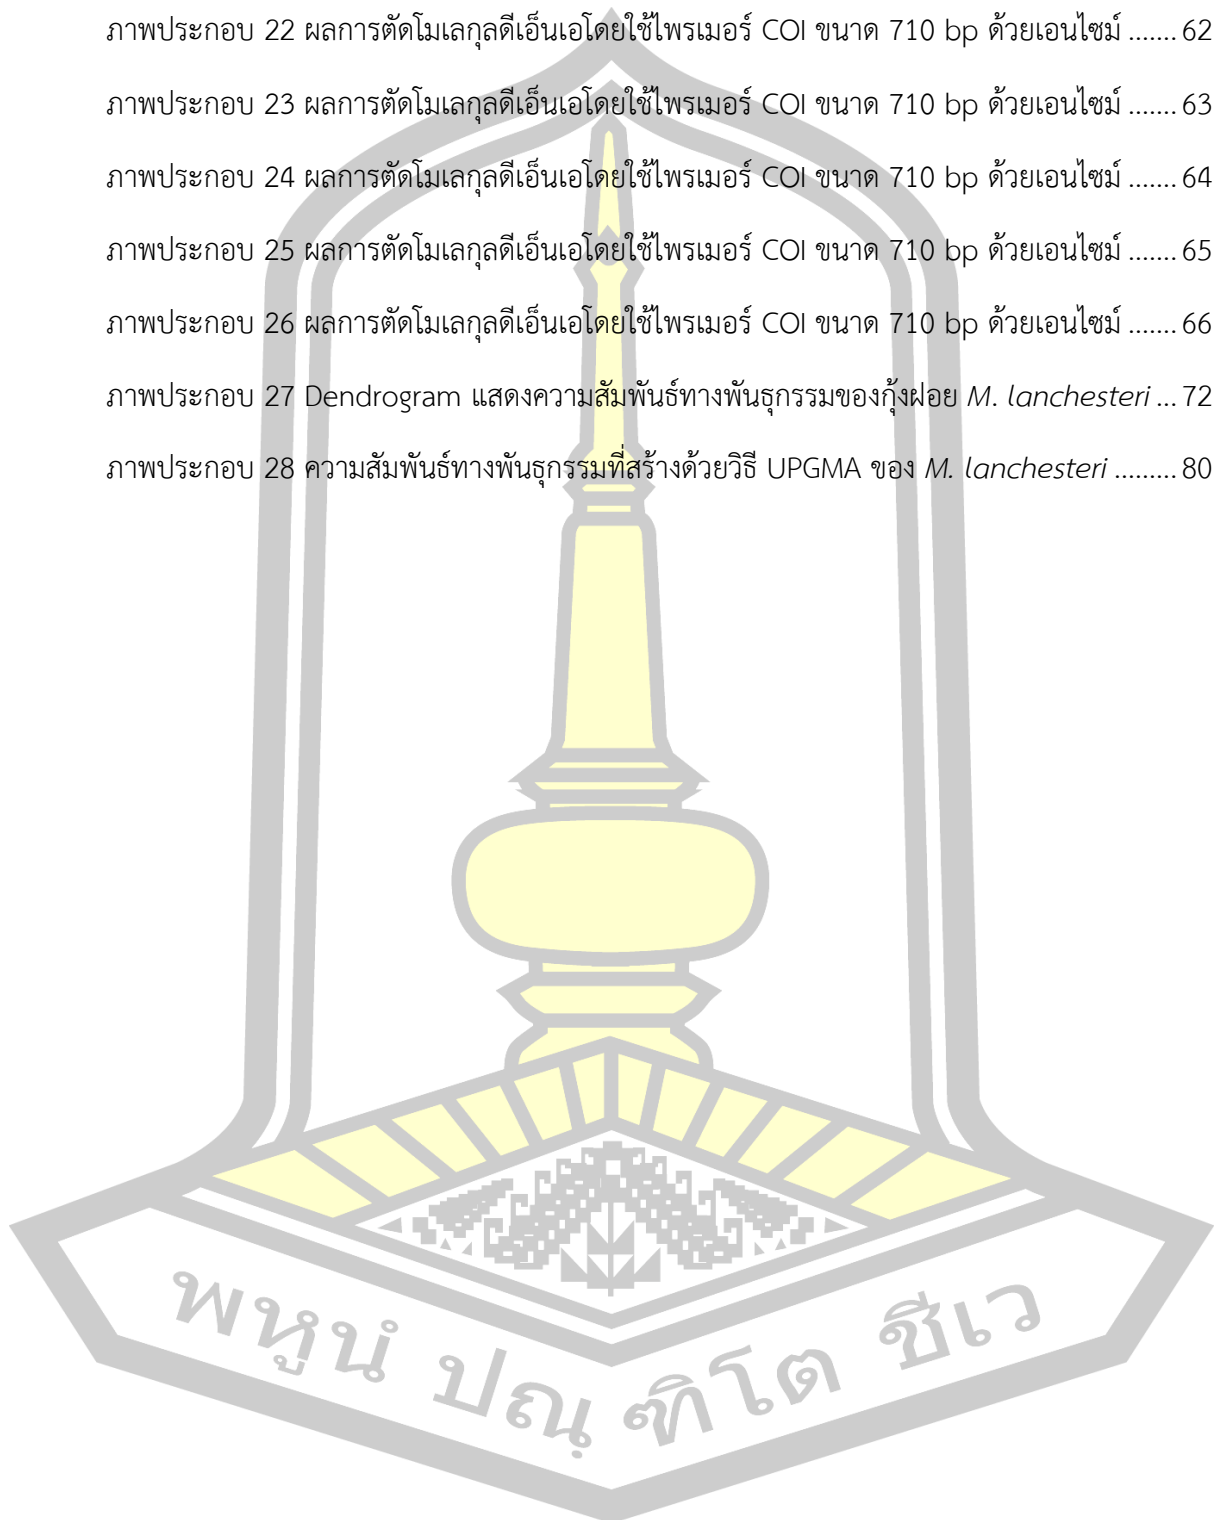 ภาพประกอบ 22 ผลการตัดโมเลกุลดีเอ็นเอโดยใช้ไพรเมอร์ COI ขนาด 710 bp ด้วยเอนไซม์ ....... 62
ภาพประกอบ 23 ผลการตัดโมเลกุลดีเอ็นเอโดยใช้ไพรเมอร์ COI ขนาด 710 bp ด้วยเอนไซม์ ....... 63
ภาพประกอบ 24 ผลการตัดโมเลกุลดีเอ็นเอโดยใช้ไพรเมอร์ COI ขนาด 710 bp ด้วยเอนไซม์ ....... 64
ภาพประกอบ 25 ผลการตัดโมเลกุลดีเอ็นเอโดยใช้ไพรเมอร์ COI ขนาด 710 bp ด้วยเอนไซม์ ....... 65
ภาพประกอบ 26 ผลการตัดโมเลกุลดีเอ็นเอโดยใช้ไพรเมอร์ COI ขนาด 710 bp ด้วยเอนไซม์ ....... 66
ภาพประกอบ 27 Dendrogram แสดงความสัมพันธ์ทางพันธุกรรมของกุ้งฝอย M. lanchesteri ... 72
ภาพประกอบ 28 ความสัมพันธ์ทางพันธุกรรมที่สร้างด้วยวิธี UPGMA ของ M. lanchesteri ......... 80
พหูนํ ปณฺฑิโต ชีเว